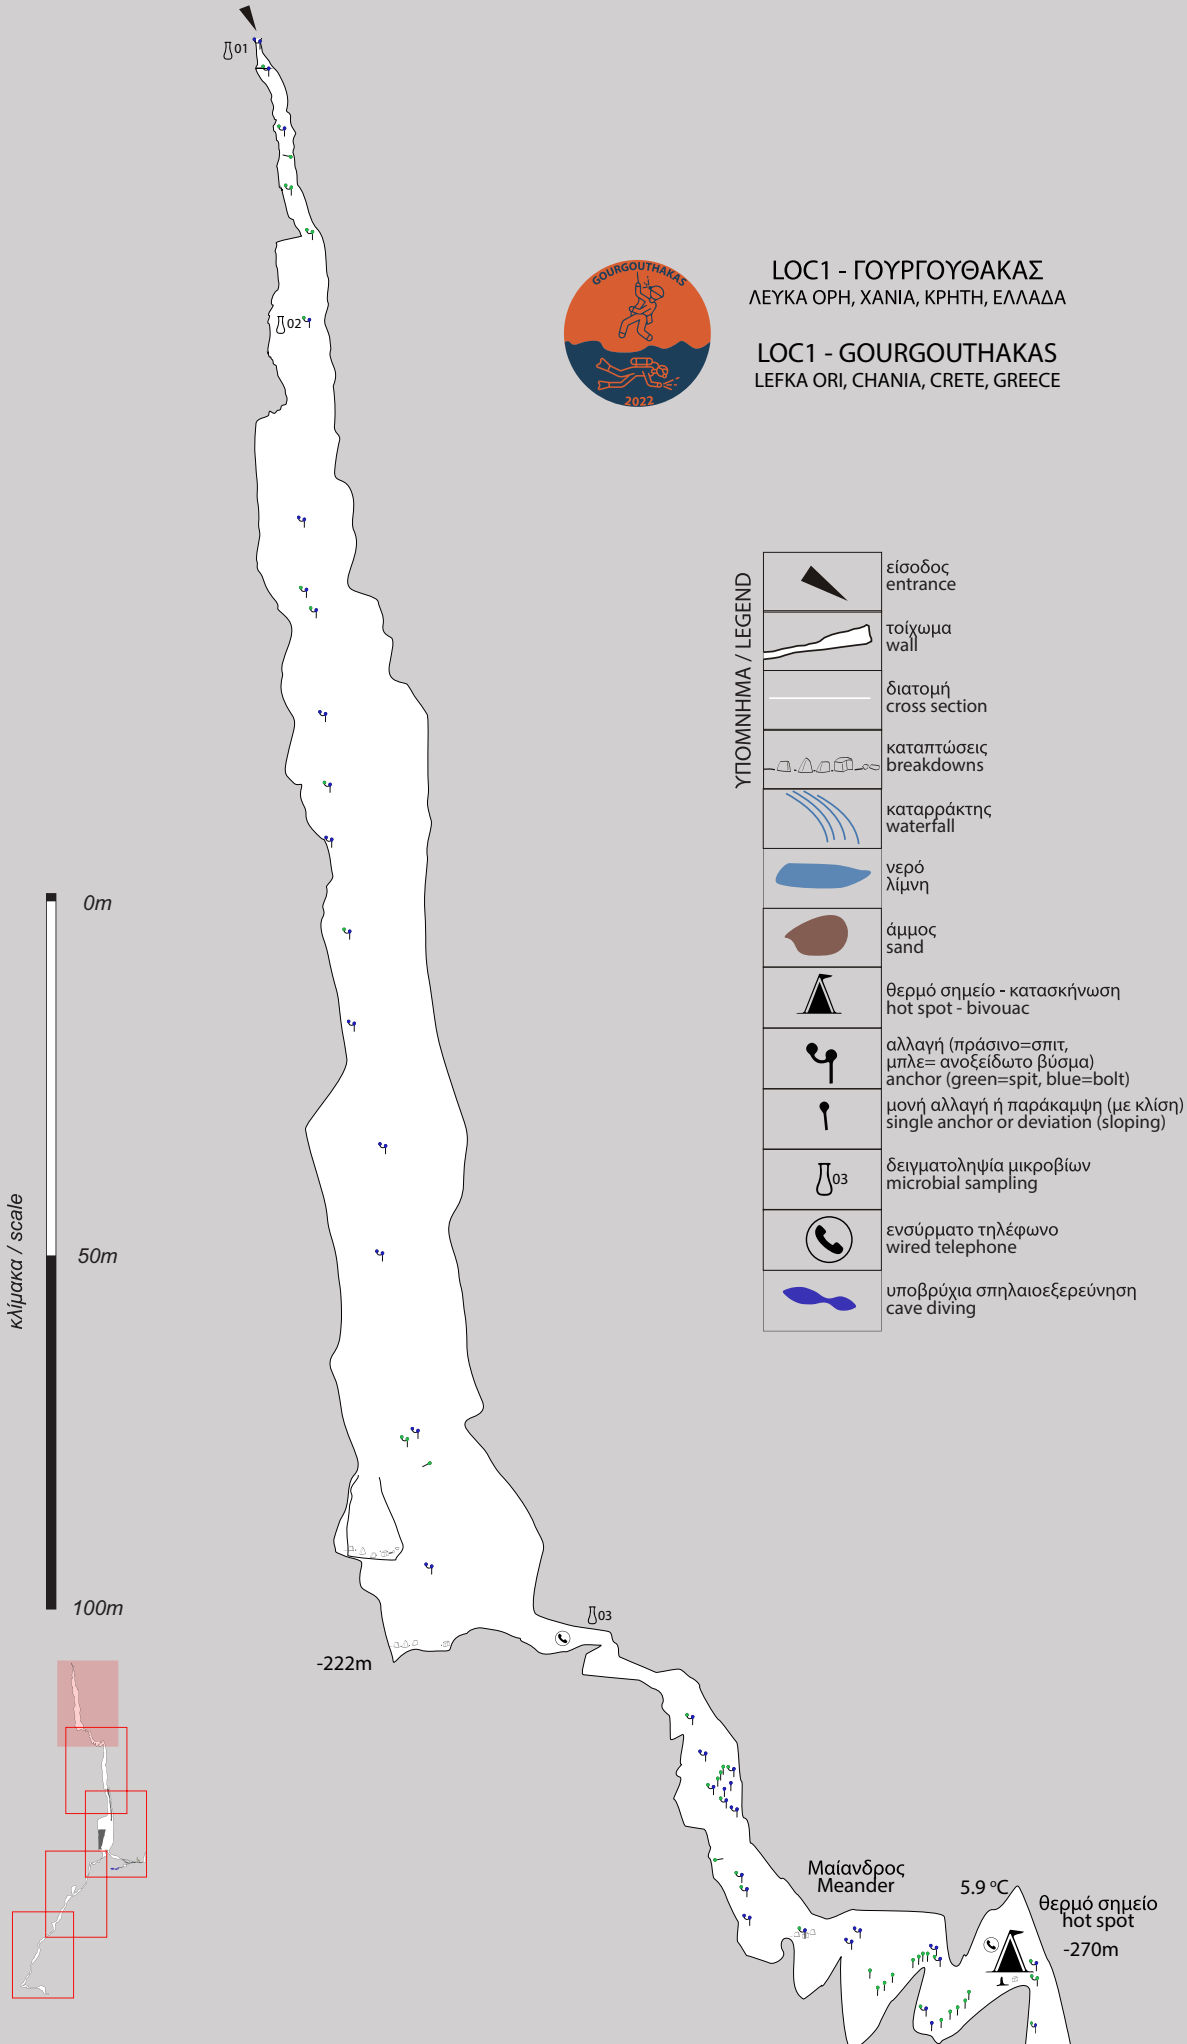 01
02
GOURGOUTHAKAS
2022
LOC1 - ΓΟΥΡΓΟΥΘΑΚΑΣ
ΛΕΥΚΑ ΟΡΗ, ΧΑΝΙΑ, ΚΡΗΤΗ, ΕΛΛΑΔΑ
LOC1 - GOURGOUTHAKAS
LEFKA ORI, CHANIA, CRETE, GREECE
ΥΠΟΜΝΗΜΑ / LEGEND
είσοδος
entrance
τοίχωμα
wall
διατομή
cross section
καταπτώσεις
breakdowns
καταρράκτης
waterfall
νερό
λίμνη
άμμος
sand
θερμό σημείο - κατασκήνωση
hot spot - bivouac
αλλαγή (πράσινο=σπιτ,
μπλε= ανοξείδωτο βύσμα)
anchor (green=spit, blue=bolt)
μονή αλλαγή ή παράκαμψη (με κλίση)
single anchor or deviation (sloping)
03
δειγματοληψία μικροβίων
microbial sampling
ενσύρματο τηλέφωνο
wired telephone
υποβρύχια σπηλαιοεξερεύνηση
cave diving
κλίμακα / scale
0m
50m
100m
03
-222m
Μαίανδρος
Meander
5.9 °C
θερμό σημείο
hot spot
-270m